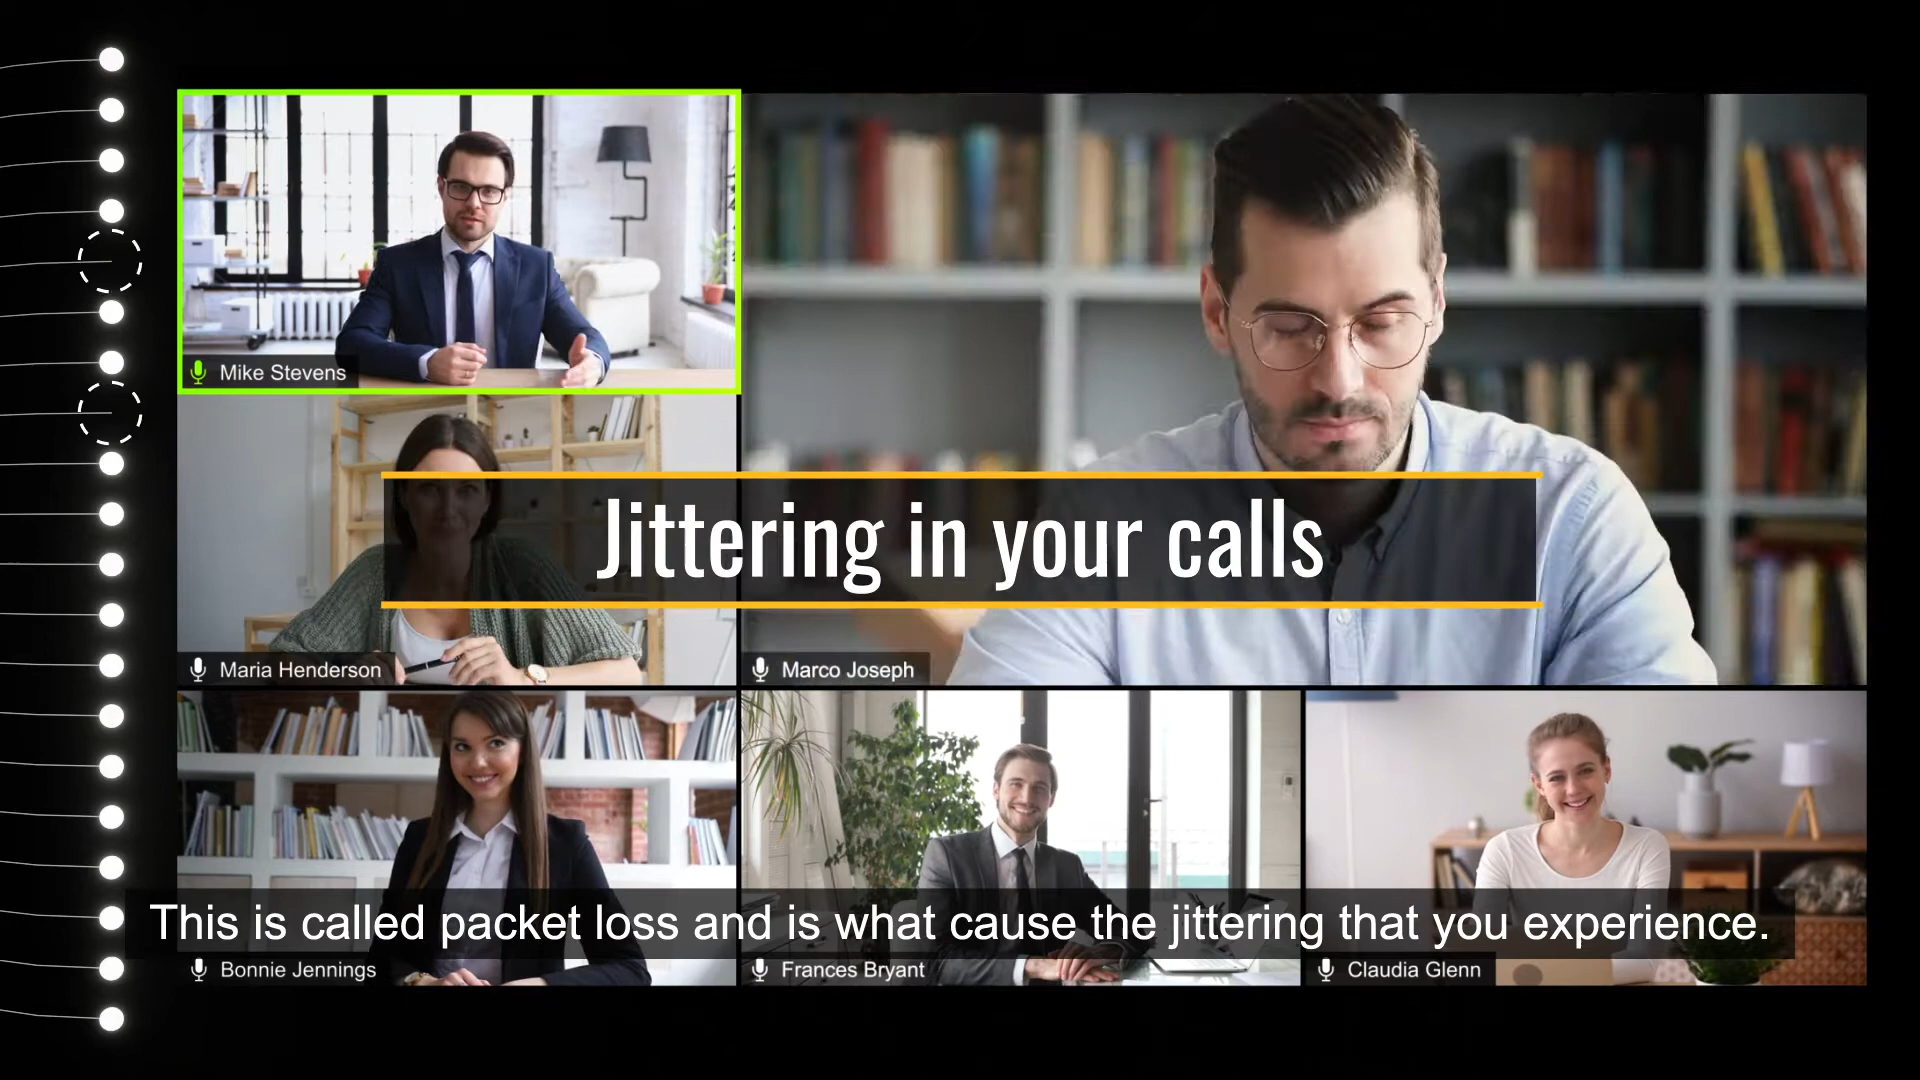 Mike Stevens
Jittering in your calls
Maria Henderson
Marco Joseph
This is called packet loss and is what cause the jittering that you experience.
Bonnie Jennings
Frances Bryant
Claudia Glenn